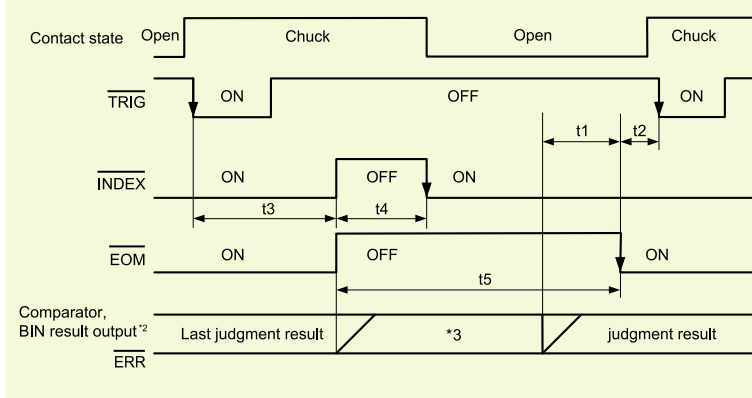 Contact state Open Chuck Open Chuck
TRIG ON OFF ON
t1 t2
INDEX ON OFF ON
t3 t4
EOM ON OFF ON
t5
Comparator,
BIN result output*2 Last judgment result *3 judgment result
ERR